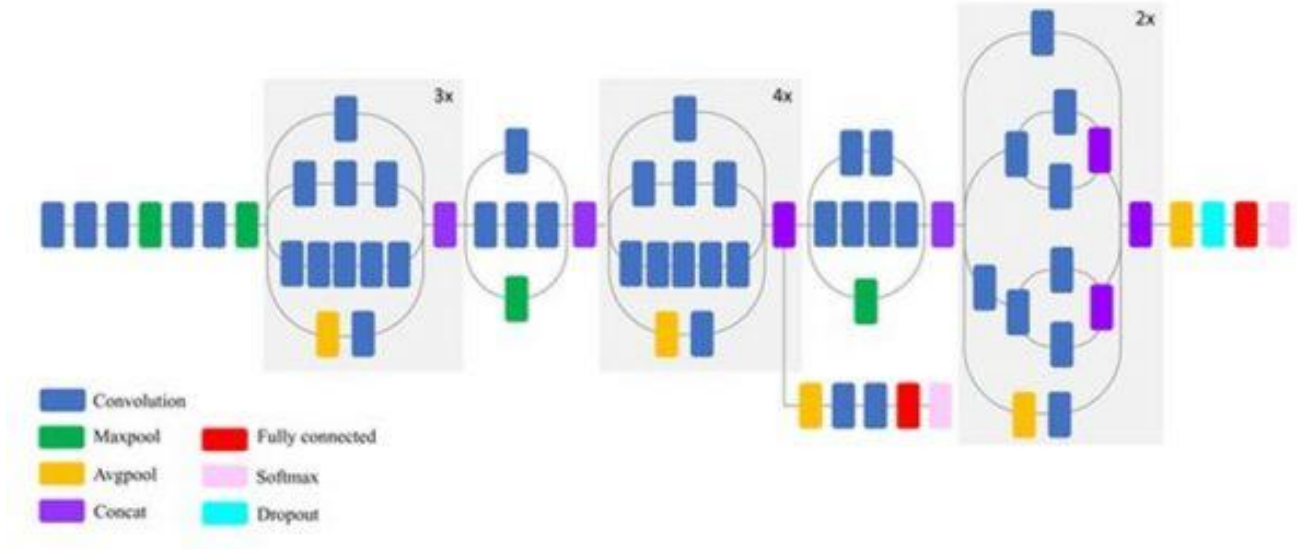 2x
3x
4x
Convolution
Maxpool
Fully connected
Avgpool
Softmax
Concat
Dropout